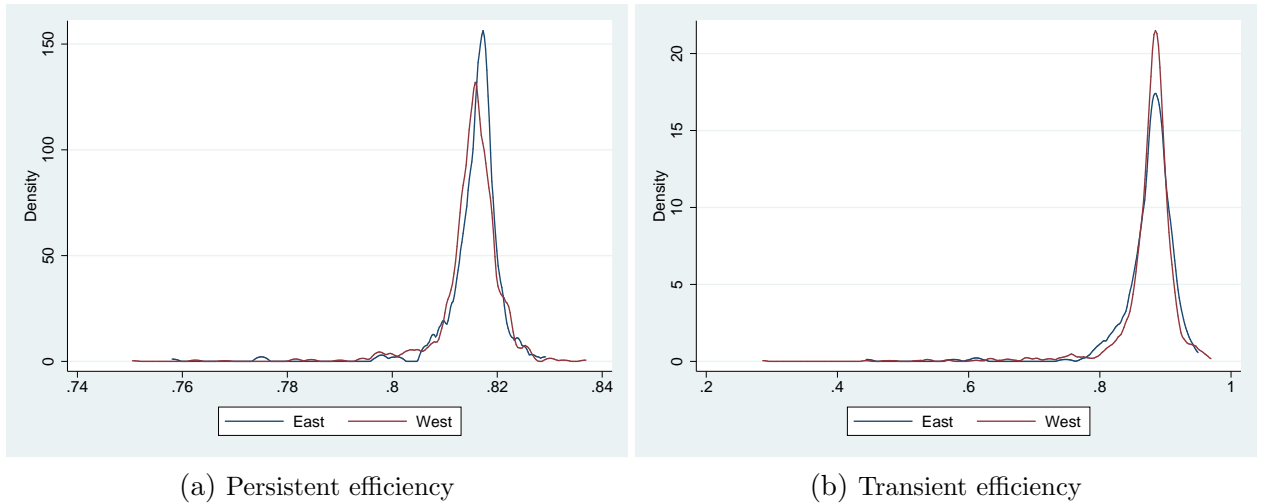 Density
150
100
50
0
.74 .76 .78 .8 .82 .84
East West
(a) Persistent efficiency
Density
20
15
10
5
0
.2 .4 .6 .8 1
East West
(b) Transient efficiency